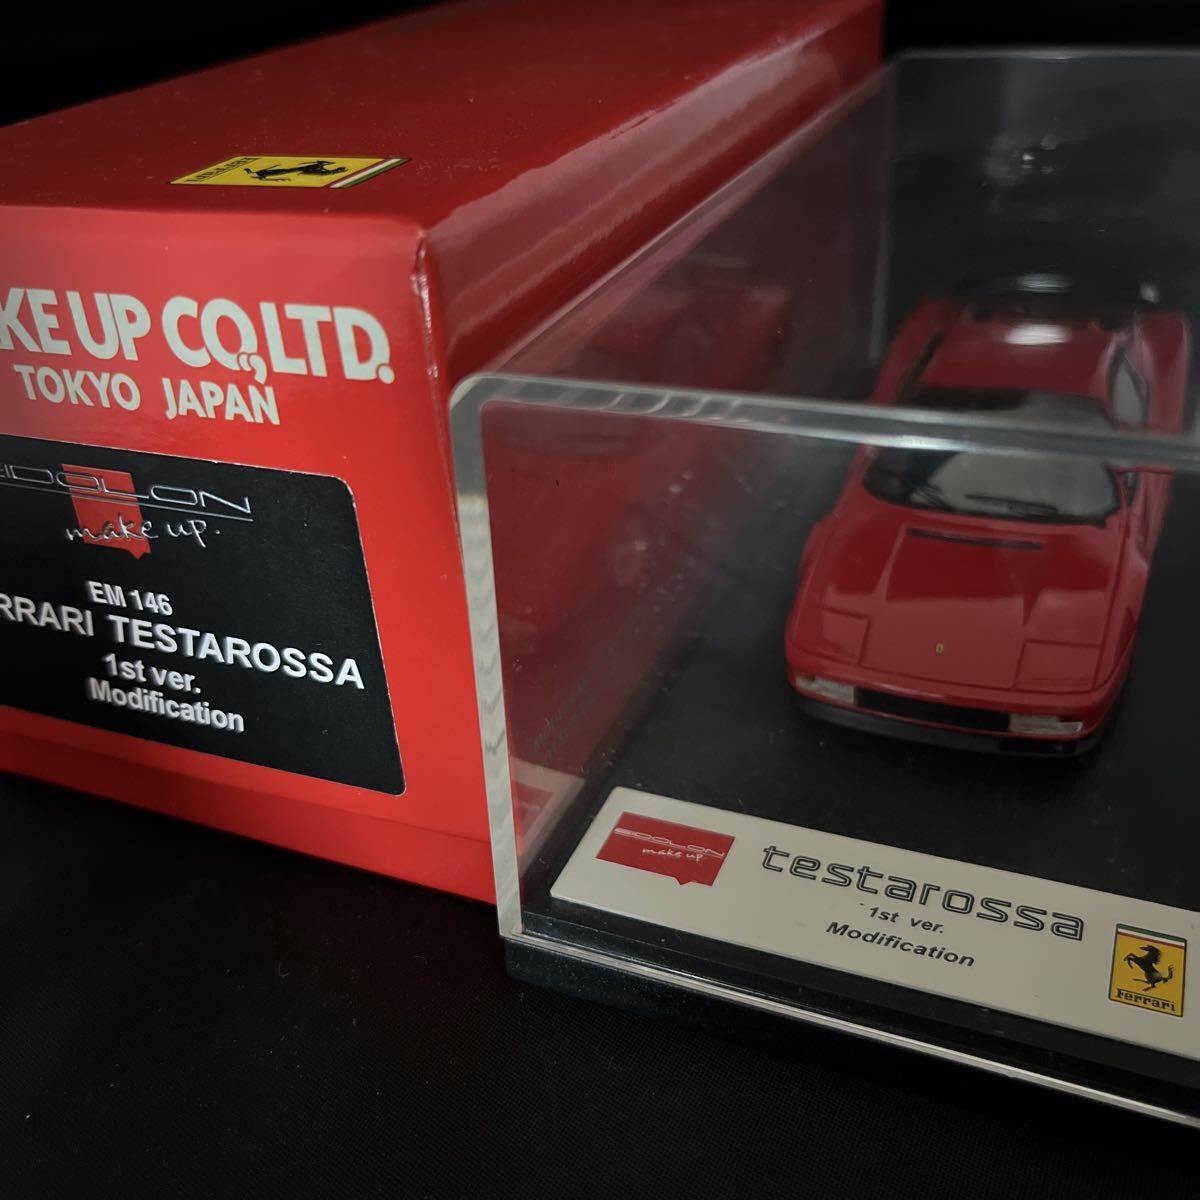 FERRARI
KE UP CO.,LTD.
TOKYO JAPAN
EIDOLON
make up.
EM 146
RRARI TESTAROSSA
1st ver.
Modification
EIDOLON
make up.
testarossa
1st ver.
Modification
Ferrari